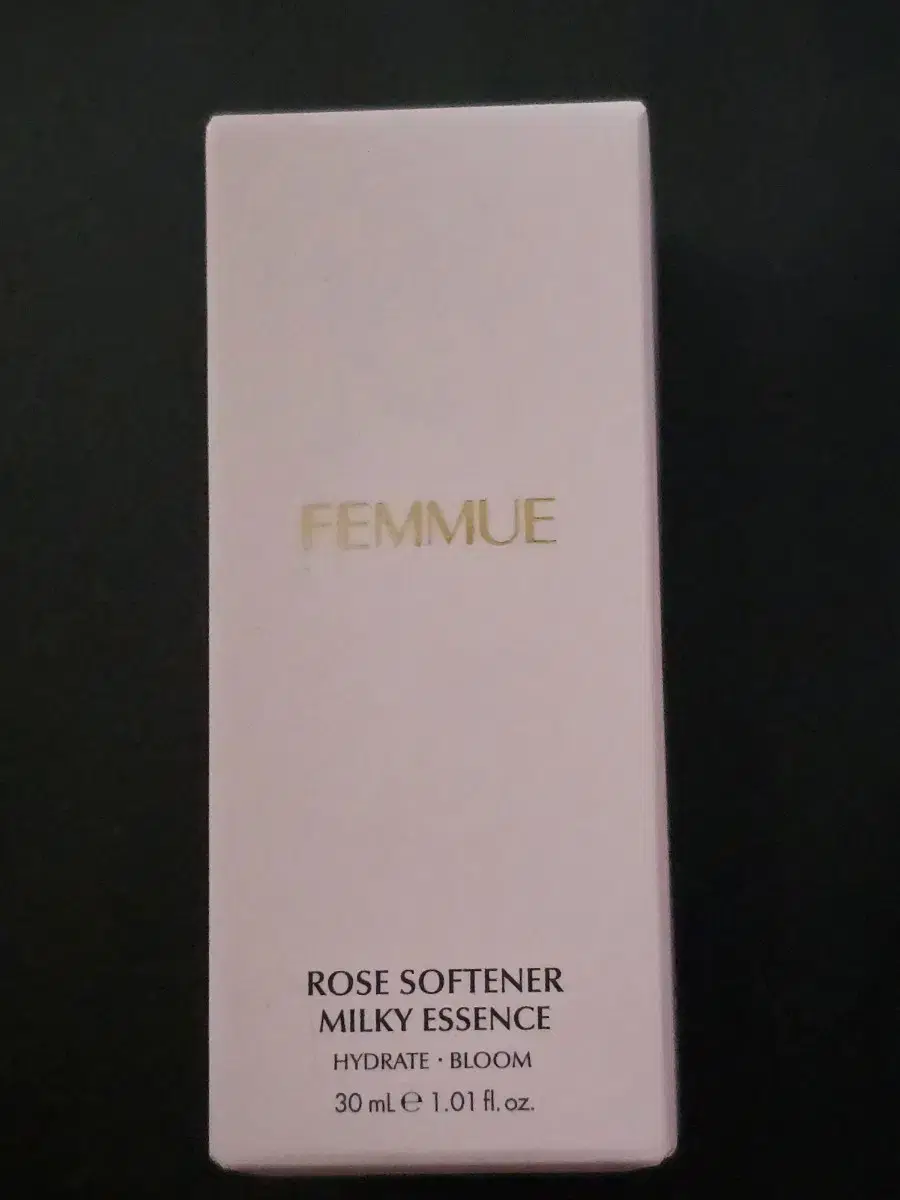 FEMMUE
ROSE SOFTENER
MILKY ESSENCE
HYDRATE · BLOOM
30 mL ℮ 1.01 fl. oz.